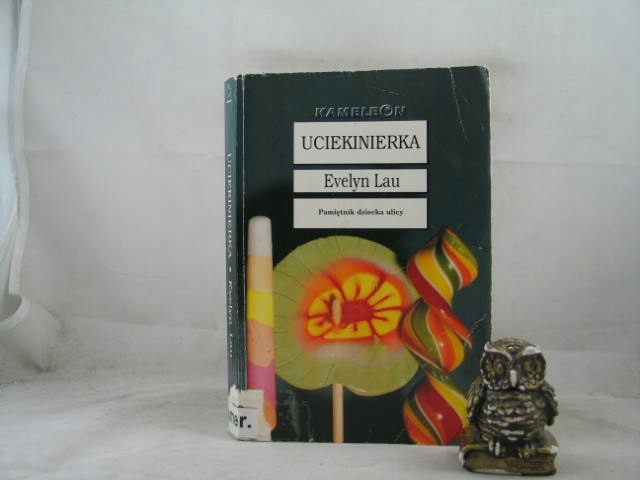 KAMELEON
UCIEKINIERKA
Evelyn Lau
Pamiętnik dziecka ulicy
UCIEKINIERKA • Evelyn Lau